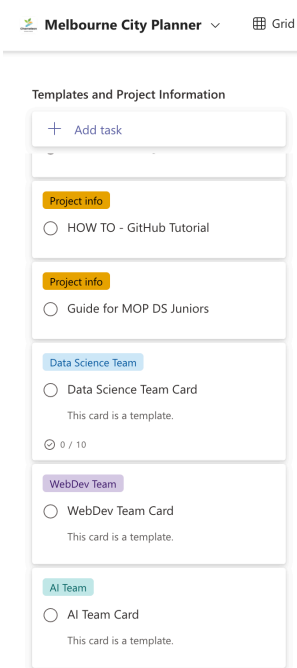 Melbourne City Planner
Grid
Templates and Project Information
Add task
Project info
HOW TO - GitHub Tutorial
Project info
Guide for MOP DS Juniors
Data Science Team
Data Science Team Card
This card is a template.
0 / 10
WebDev Team
WebDev Team Card
This card is a template.
AI Team
AI Team Card
This card is a template.